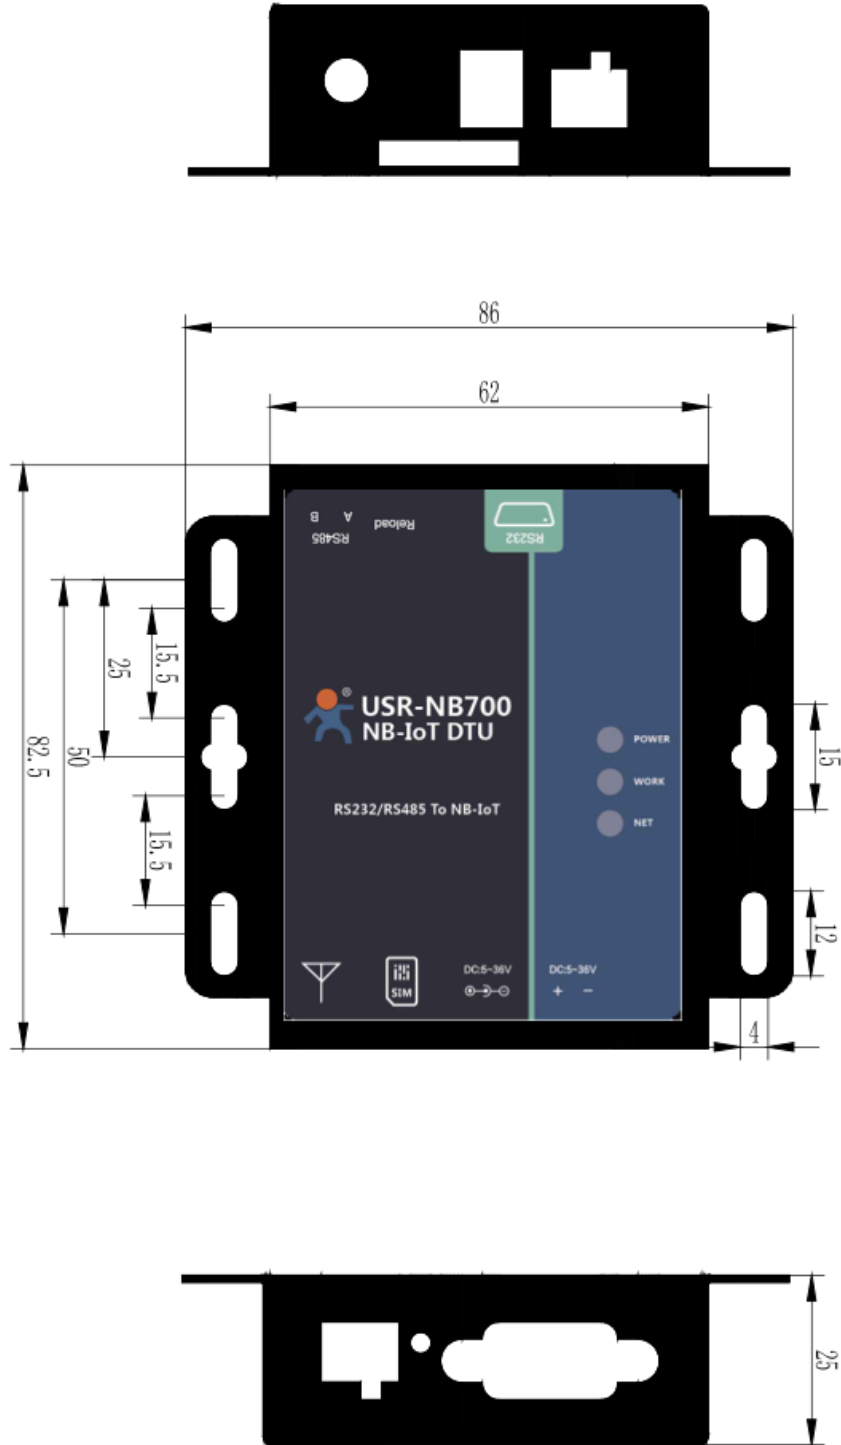 86
62
B A Reload
RS485
RS232
15.5
25
50
82.5
15.5
USR-NB700
®
NB-IoT DTU
RS232/RS485 To NB-IoT
POWER
WORK
NET
15
12
SIM
DC:5~36V
DC:5~36V
+ −
4
25